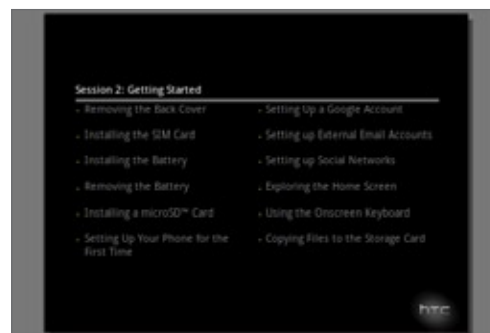 Session 2: Getting Started
- Removing the Back Cover
- Installing the SIM Card
- Installing the Battery
- Removing the Battery
- Installing a microSD™ Card
- Setting Up Your Phone for the
First Time
- Setting Up a Google Account
- Setting up External Email Accounts
- Setting up Social Networks
- Exploring the Home Screen
- Using the Onscreen Keyboard
- Copying Files to the Storage Card
hTC